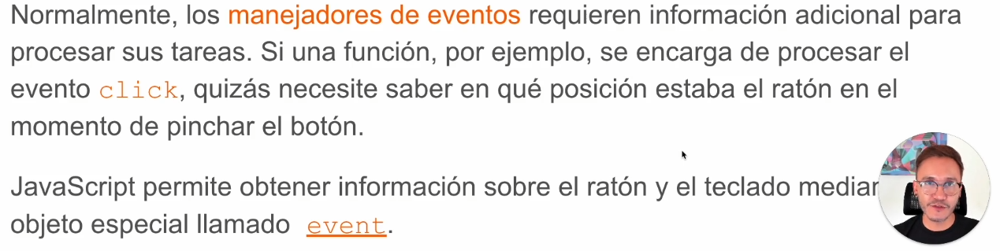 Normalmente, los manejadores de eventos requieren información adicional para
procesar sus tareas. Si una función, por ejemplo, se encarga de procesar el
evento click, quizás necesite saber en qué posición estaba el ratón en el
momento de pinchar el botón.
JavaScript permite obtener información sobre el ratón y el teclado
objeto especial llamado event.